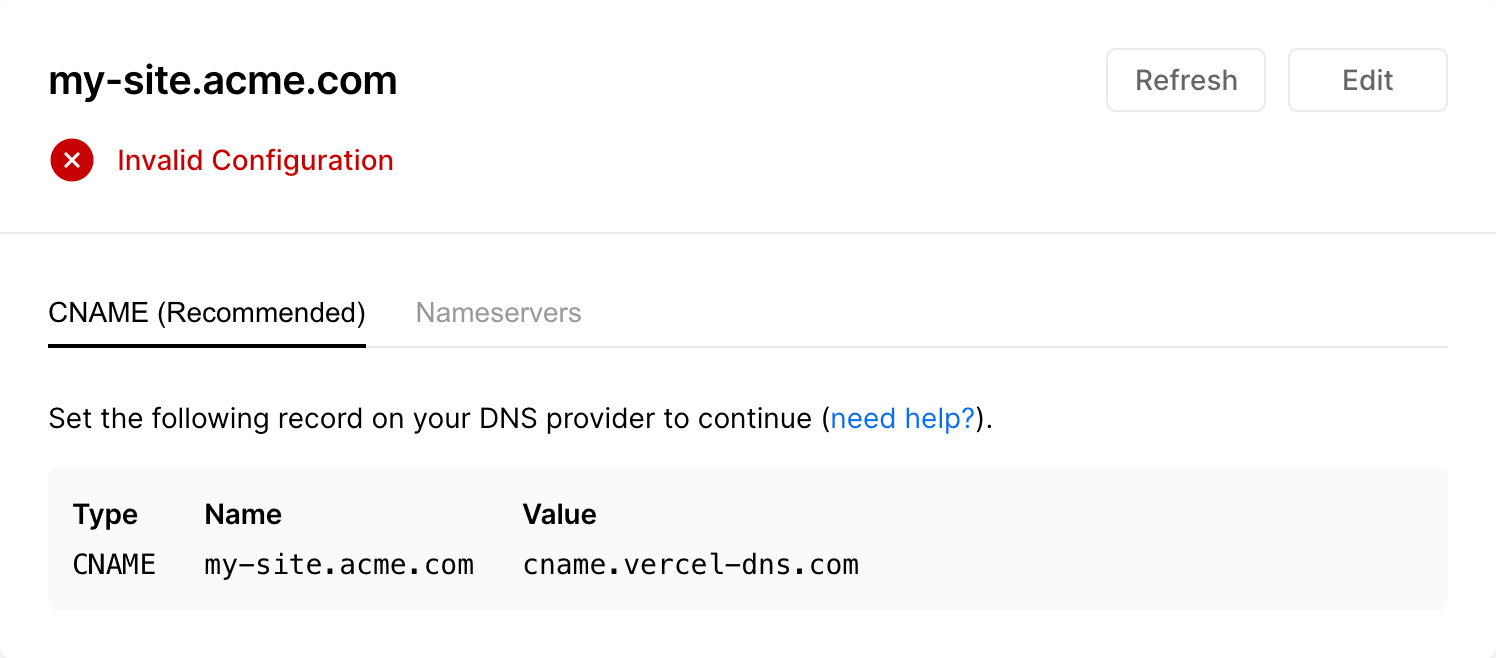 my-site.acme.com
Refresh
Edit
Invalid Configuration
CNAME (Recommended)
Nameservers
Set the following record on your DNS provider to continue (need help?).
Type Name Value
CNAME my-site.acme.com cname.vercel-dns.com